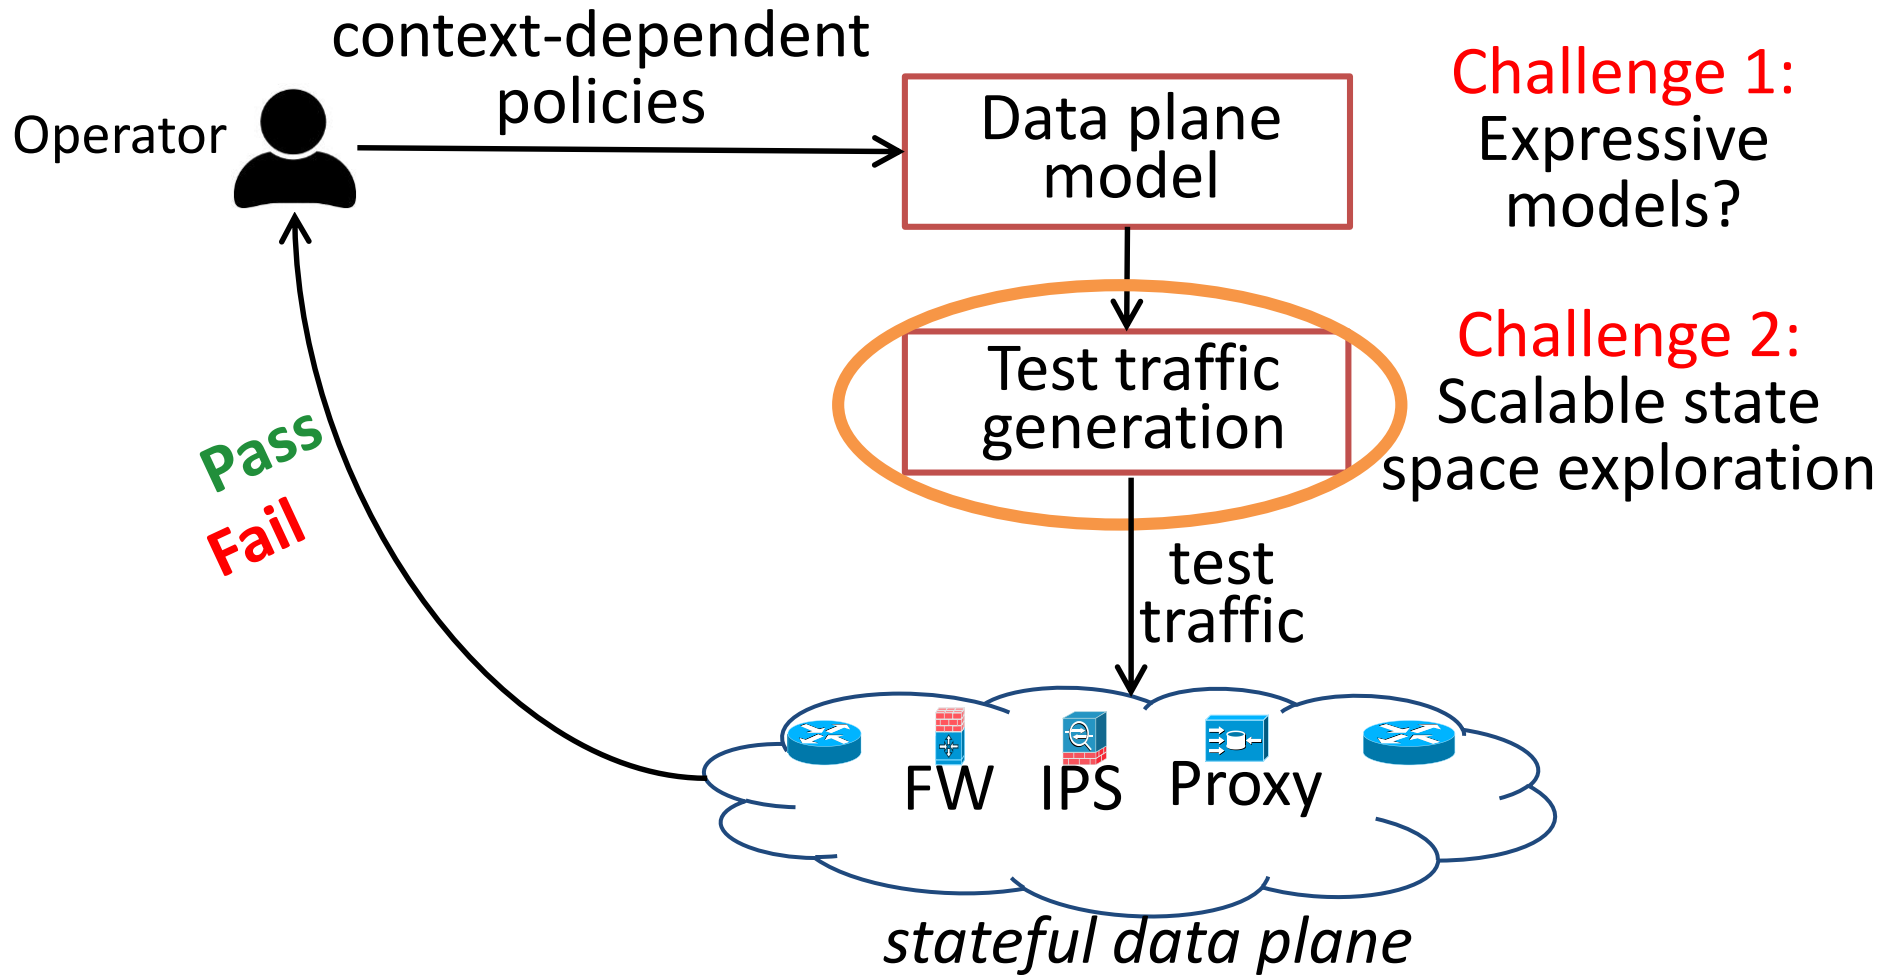 context-dependent
policies
Operator
Data plane
model
Challenge 1:
Expressive
models?
Test traffic
generation
Challenge 2:
Scalable state
space exploration
Pass
Fail
test
traffic
FW
IPS
Proxy
stateful data plane